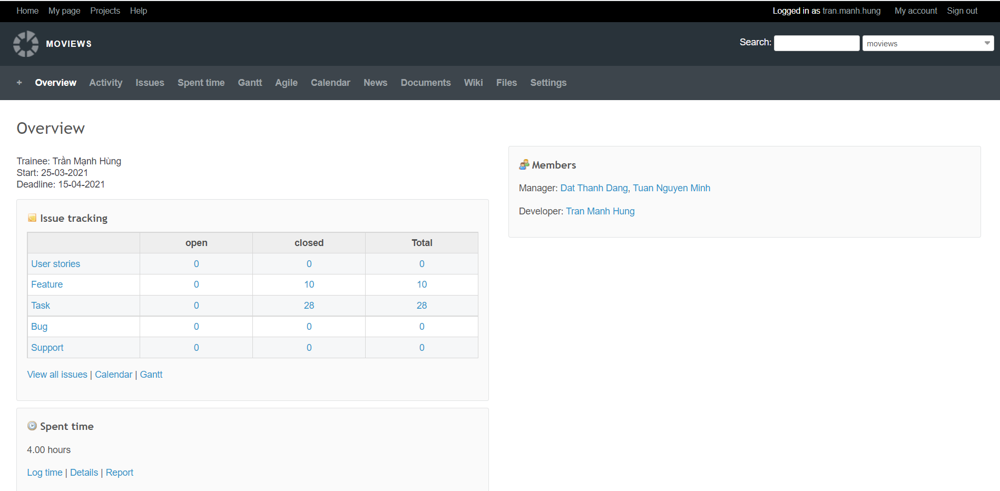 Home My page Projects Help Logged in as tran.manh.hung My account Sign out
MOVIEWS Search: moviews
+ Overview Activity Issues Spent time Gantt Agile Calendar News Documents Wiki Files Settings
Overview
Trainee: Trần Mạnh Hùng
Start: 25-03-2021
Deadline: 15-04-2021
Issue tracking
open closed Total
User stories 0 0 0
Feature 0 10 10
Task 0 28 28
Bug 0 0 0
Support 0 0 0
View all issues | Calendar | Gantt
Spent time
4.00 hours
Log time | Details | Report
Members
Manager: Dat Thanh Dang, Tuan Nguyen Minh
Developer: Tran Manh Hung